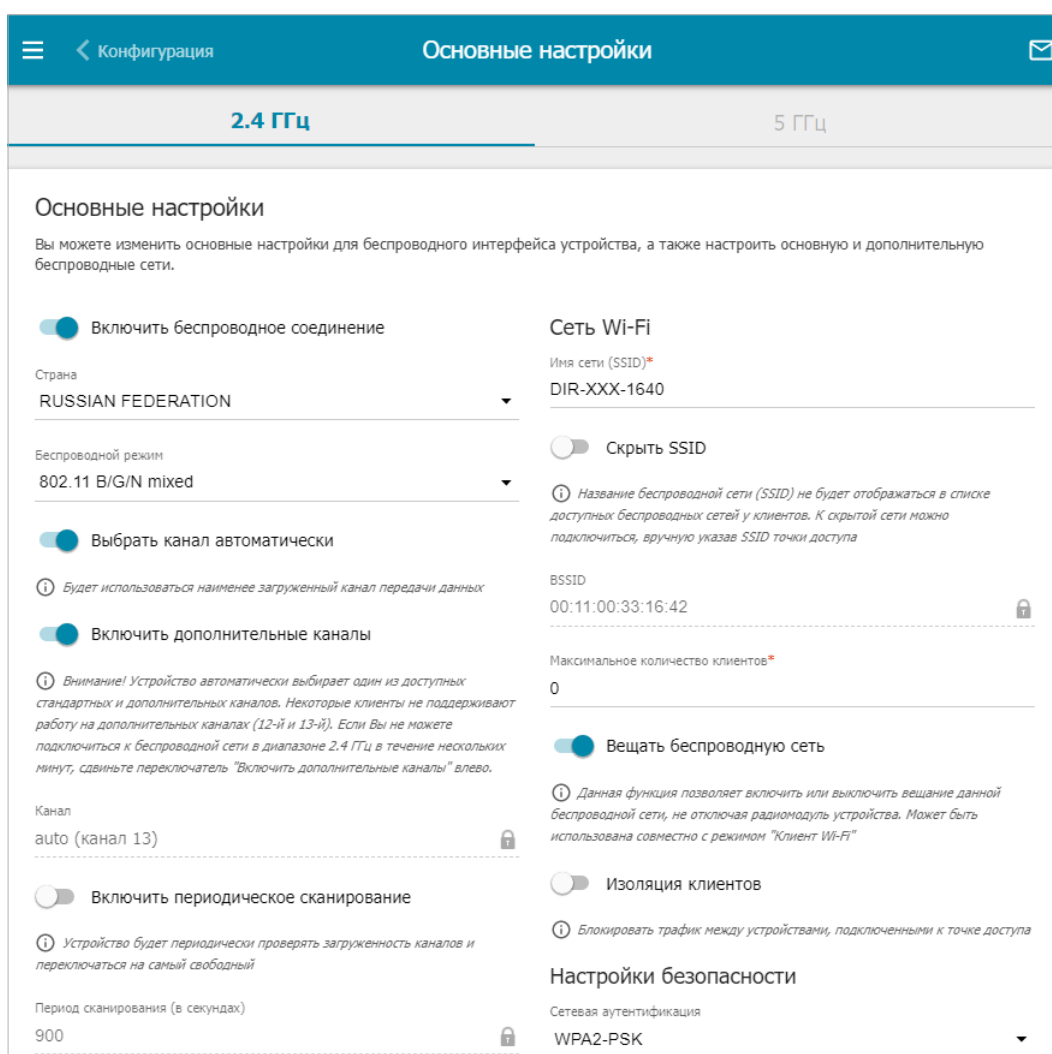 Конфигурация
Основные настройки
2.4 ГГц
5 ГГц
Основные настройки
Вы можете изменить основные настройки для беспроводного интерфейса устройства, а также настроить основную и дополнительную
беспроводные сети.
Включить беспроводное соединение
Страна
RUSSIAN FEDERATION
Беспроводной режим
802.11 B/G/N mixed
Выбрать канал автоматически
Будет использоваться наименее загруженный канал передачи данных
Включить дополнительные каналы
Внимание! Устройство автоматически выбирает один из доступных
стандартных и дополнительных каналов. Некоторые клиенты не поддерживают
работу на дополнительных каналах (12-й и 13-й). Если Вы не можете
подключиться к беспроводной сети в диапазоне 2.4 ГГц в течение нескольких
минут, сдвиньте переключатель "Включить дополнительные каналы" влево.
Канал
auto (канал 13)
Включить периодическое сканирование
Устройство будет периодически проверять загруженность каналов и
переключаться на самый свободный
Период сканирования (в секундах)
900
Сеть Wi-Fi
Имя сети (SSID)*
DIR-XXX-1640
Скрыть SSID
Название беспроводной сети (SSID) не будет отображаться в списке
доступных беспроводных сетей у клиентов. К скрытой сети можно
подключиться, вручную указав SSID точки доступа
BSSID
00:11:00:33:16:42
Максимальное количество клиентов*
0
Вещать беспроводную сеть
Данная функция позволяет включить или выключить вещание данной
беспроводной сети, не отключая радиомодуль устройства. Может быть
использована совместно с режимом "Клиент Wi-Fi"
Изоляция клиентов
Блокировать трафик между устройствами, подключенными к точке доступа
Настройки безопасности
Сетевая аутентификация
WPA2-PSK